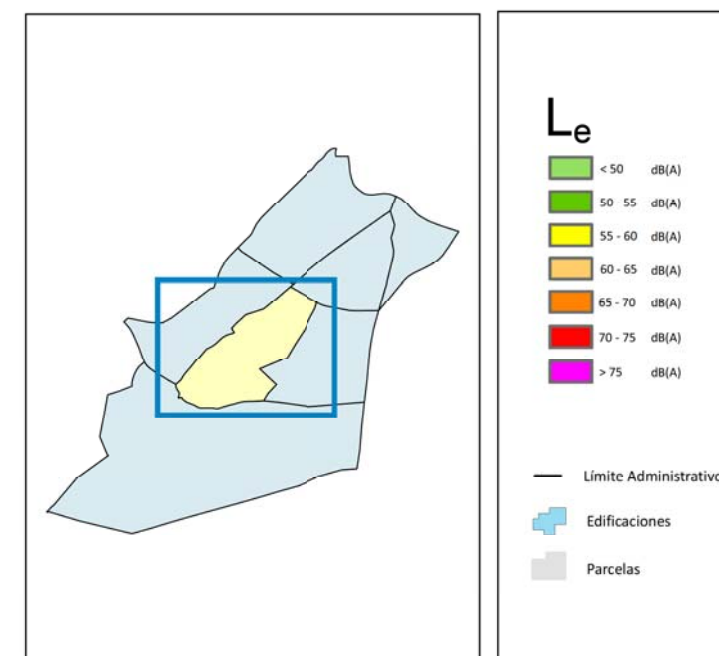 Le
< 50 dB(A)
50 - 55 dB(A)
55 - 60 dB(A)
60 - 65 dB(A)
65 - 70 dB(A)
70 - 75 dB(A)
> 75 dB(A)
Límite Administrativo
Edificaciones
Parcelas